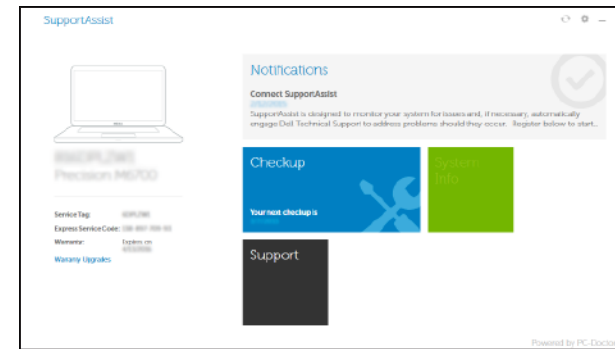 SupportAssist
Notifications
Connect SupportAssist
SupportAssist is designed to monitor your system for issues and, if necessary, automatically
engage Dell Technical Support to address problems should they occur. Register below to start...
Precision M6700
Checkup
System
Info
Your next checkup is
Service Tag:
Express Service Code:
Warranty: Expires on
Warranty Upgrades
Support
Powered by PC-Doctor